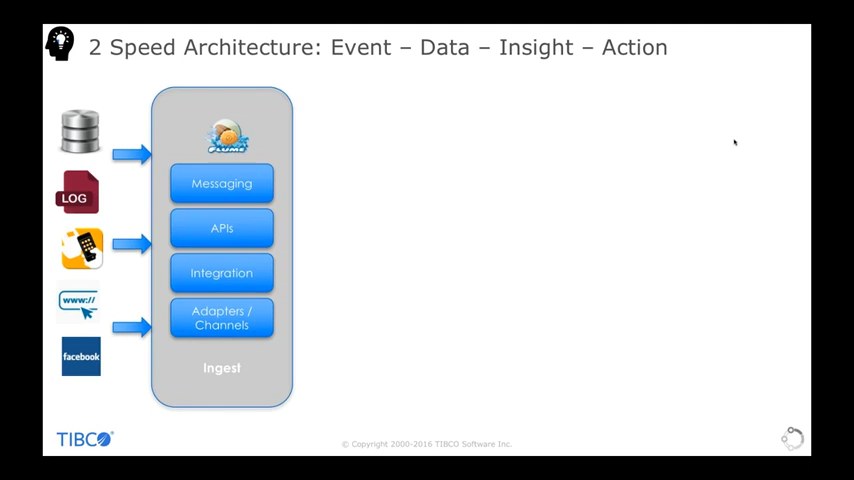 2 Speed Architecture: Event – Data – Insight – Action
FLUME
Messaging
LOG
APIs
Integration
www://
Adapters /
Channels
facebook
Ingest
TIBCO®
© Copyright 2000-2016 TIBCO Software Inc.